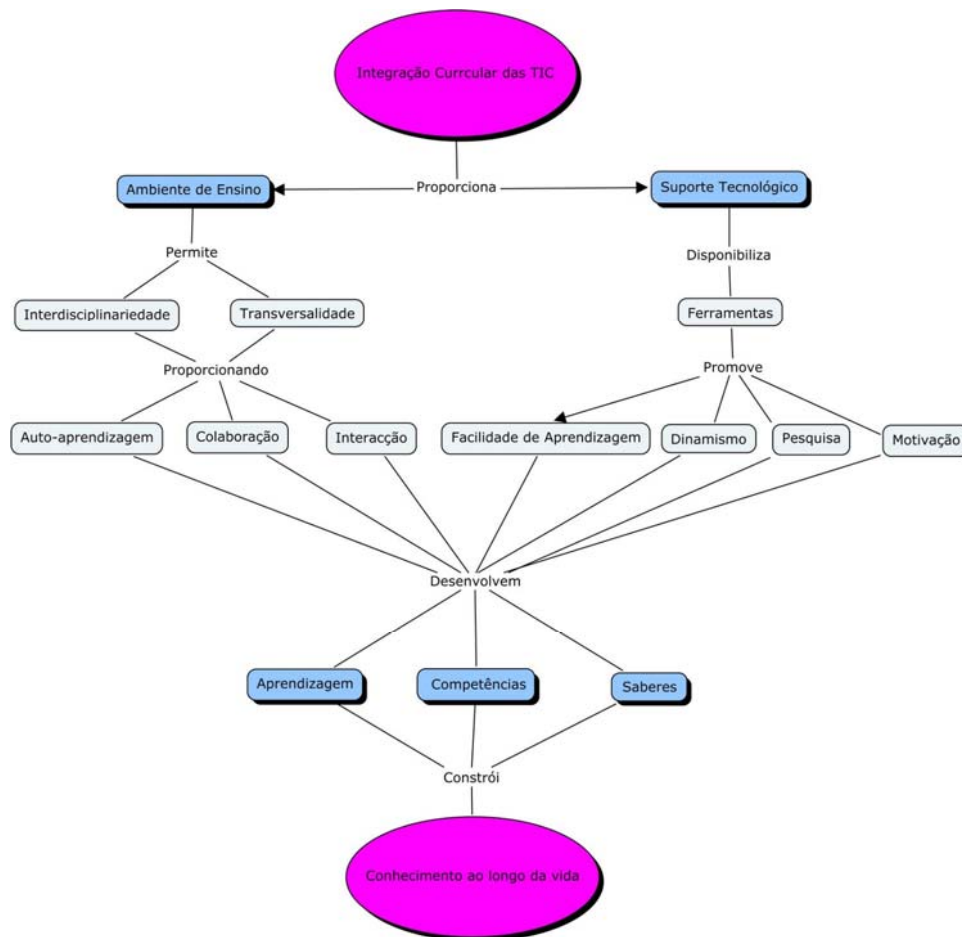 Integração Currcular das TIC
Ambiente de Ensino
Proporciona
Suporte Tecnológico
Permite
Disponibiliza
Interdisciplinariedade
Transversalidade
Ferramentas
Proporcionando
Promove
Auto-aprendizagem
Colaboração
Interacção
Facilidade de Aprendizagem
Dinamismo
Pesquisa
Motivação
Desenvolvem
Aprendizagem
Competências
Saberes
Constrói
Conhecimento ao longo da vida